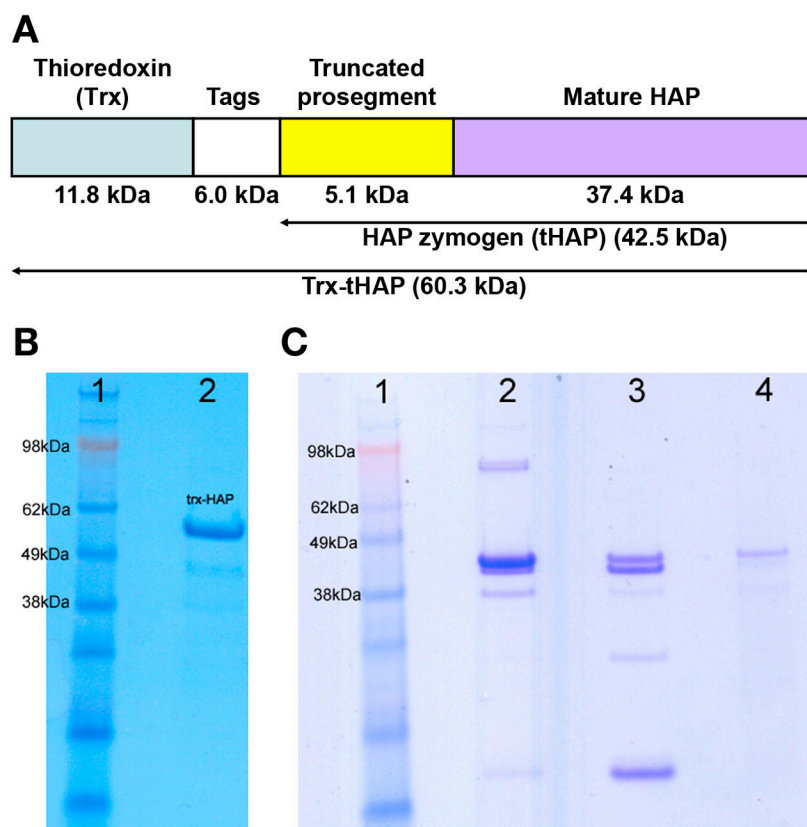 A
Thioredoxin
(Trx)
Tags
Truncated
prosegment
Mature HAP
11.8 kDa
6.0 kDa
5.1 kDa
37.4 kDa
HAP zymogen (tHAP) (42.5 kDa)
Trx-tHAP (60.3 kDa)
B
1
2
98kDa
trx-HAP
62kDa
49kDa
38kDa
C
1
2
3
4
98kDa
62kDa
49kDa
38kDa